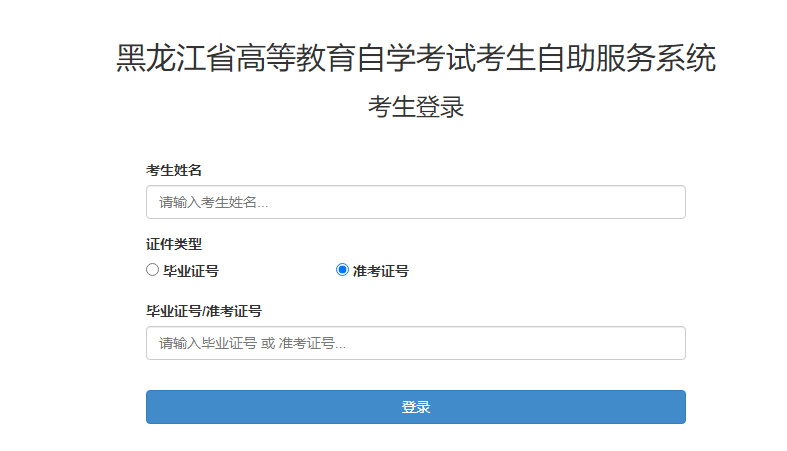 黑龙江省高等教育自学考试考生自助服务系统
考生登录
考生姓名
请输入考生姓名...
证件类型
毕业证号 准考证号
毕业证号/准考证号
请输入毕业证号 或 准考证号...
登录